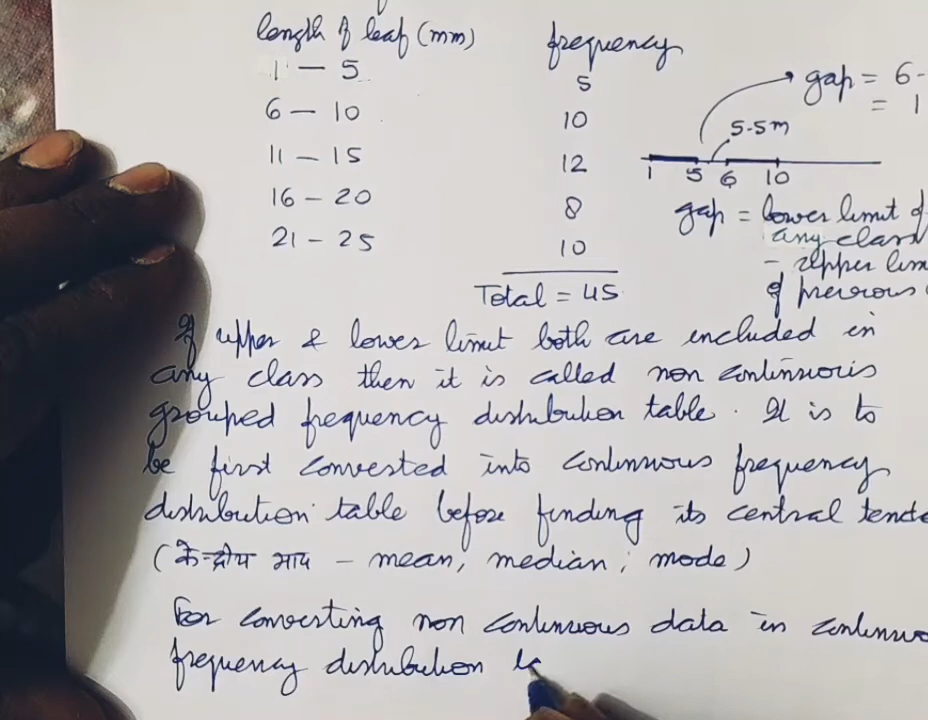 length of leaf (mm) frequency
1 — 5 5
6 — 10 10
11 — 15 12
16 – 20 8
21 – 25 10
Total = 45
gap = 6-
= 1
5.5m
1 5 6 10
gap = lower limit of
any class
- upper lim
of previous
If upper & lower limit both are included in
any class then it is called non continuous
grouped frequency distribution table. It is to
be first converted into continuous frequency
distribution table before finding its central tende
(केन्द्रीय माप – mean, median, mode)
For converting non continuous data in continuo
frequency distribution